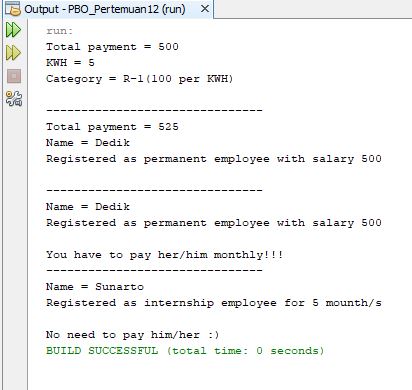 Output - PBO_Pertemuan12 (run)
run:
Total payment = 500
KWH = 5
Category = R-1(100 per KWH)
-------------------------------
Total payment = 525
Name = Dedik
Registered as permanent employee with salary 500
-------------------------------
Name = Dedik
Registered as permanent employee with salary 500
You have to pay her/him monthly!!!
-------------------------------
Name = Sunarto
Registered as internship employee for 5 mounth/s
No need to pay him/her :)
BUILD SUCCESSFUL (total time: 0 seconds)